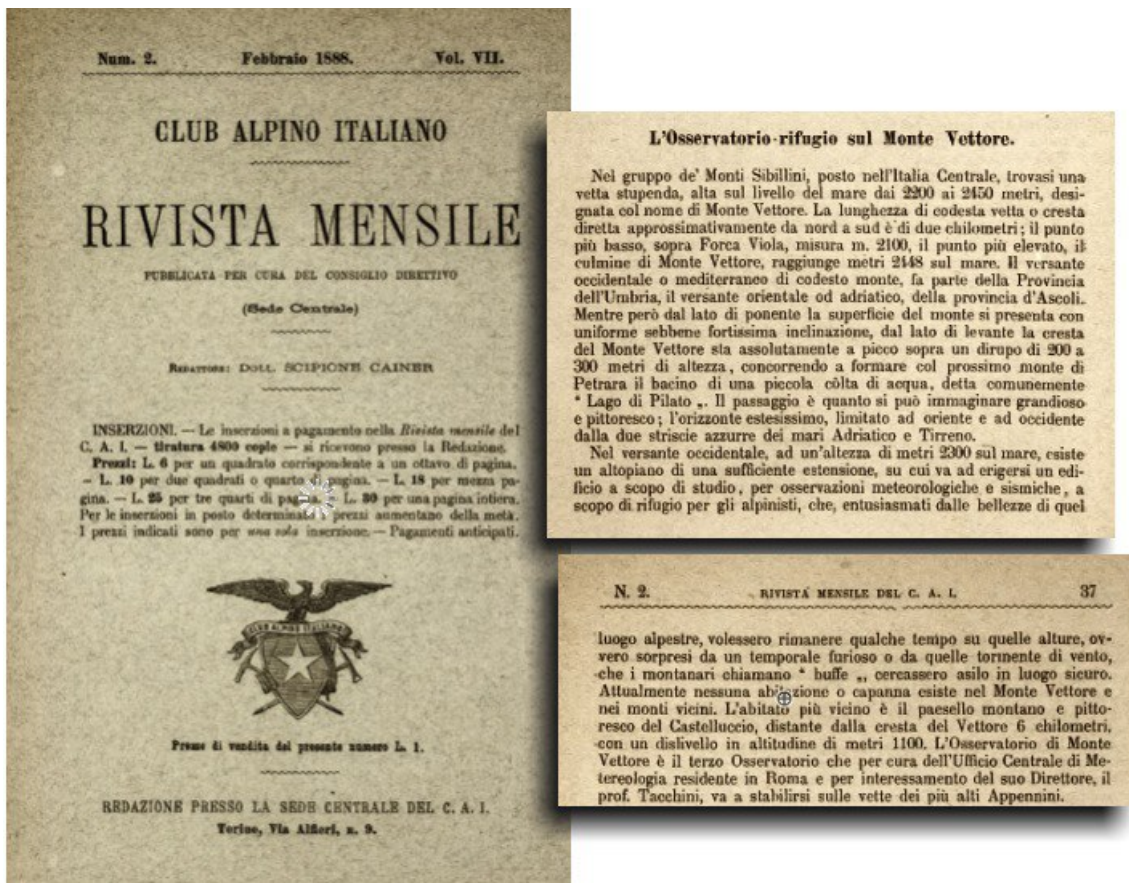 Num. 2. Febbraio 1888. Vol. VII.
CLUB ALPINO ITALIANO
RIVISTA MENSILE
PUBBLICATA PER CURA DEL CONSIGLIO DIRETTIVO
(Sede Centrale)
REDATTORE: DOTT. SCIPIONE CAINER
INSERZIONI. — Le inserzioni a pagamento nella Rivista mensile del
C. A. I. — tiratura 4800 copie — si ricevono presso la Redazione.
Prezzi: L. 6 per un quadrato corrispondente a un ottavo di pagina.
— L. 10 per due quadrati o quarto di pagina. — L. 18 per mezza pa-
gina. — L. 25 per tre quarti di pagina. — L. 30 per una pagina intiera.
Per le inserzioni in posto determinato i prezzi aumentano della metà.
I prezzi indicati sono per una sola inserzione. — Pagamenti anticipati.
CLUB ALPINO ITALIANO
Prezzo di vendita del presente numero L. 1.
REDAZIONE PRESSO LA SEDE CENTRALE DEL C. A. I.
Torino, Via Alfieri, n. 9.
L'Osservatorio-rifugio sul Monte Vettore.
Nel gruppo de' Monti Sibillini, posto nell'Italia Centrale, trovasi una
vetta stupenda, alta sul livello del mare dai 2200 ai 2450 metri, desi-
gnata col nome di Monte Vettore. La lunghezza di codesta vetta o cresta
diretta approssimativamente da nord a sud è di due chilometri; il punto
più basso, sopra Forca Viola, misura m. 2100, il punto più elevato, il
culmine di Monte Vettore, raggiunge metri 2448 sul mare. Il versante
occidentale o mediterraneo di codesto monte, fa parte della Provincia
dell'Umbria, il versante orientale od adriatico, della provincia d'Ascoli.
Mentre però dal lato di ponente la superficie del monte si presenta con
uniforme sebbene fortissima inclinazione, dal lato di levante la cresta
del Monte Vettore sta assolutamente a picco sopra un dirupo di 200 a
300 metri di altezza, concorrendo a formare col prossimo monte di
Petrara il bacino di una piccola còlta di acqua, detta comunemente
“ Lago di Pilato „. Il passaggio è quanto si può immaginare grandioso
e pittoresco; l'orizzonte estesissimo, limitato ad oriente e ad occidente
dalla due striscie azzurre dei mari Adriatico e Tirreno.
Nel versante occidentale, ad un'altezza di metri 2300 sul mare, esiste
un altopiano di una sufficiente estensione, su cui va ad erigersi un edi-
ficio a scopo di studio, per osservazioni meteorologiche e sismiche, a
scopo di rifugio per gli alpinisti, che, entusiasmati dalle bellezze di quel
N. 2. RIVISTA MENSILE DEL C. A. I. 37
luogo alpestre, volessero rimanere qualche tempo su quelle alture, ov-
vero sorpresi da un temporale furioso o da quelle tormente di vento,
che i montanari chiamano “ buffe „, cercassero asilo in luogo sicuro.
Attualmente nessuna abitazione o capanna esiste nel Monte Vettore e
nei monti vicini. L'abitato più vicino è il paesello montano e pitto-
resco del Castelluccio, distante dalla cresta del Vettore 6 chilometri,
con un dislivello in altitudine di metri 1100. L'Osservatorio di Monte
Vettore è il terzo Osservatorio che per cura dell'Ufficio Centrale di Me-
tereologia residente in Roma e per interessamento del suo Direttore, il
prof. Tacchini, va a stabilirsi sulle vette dei più alti Appennini.